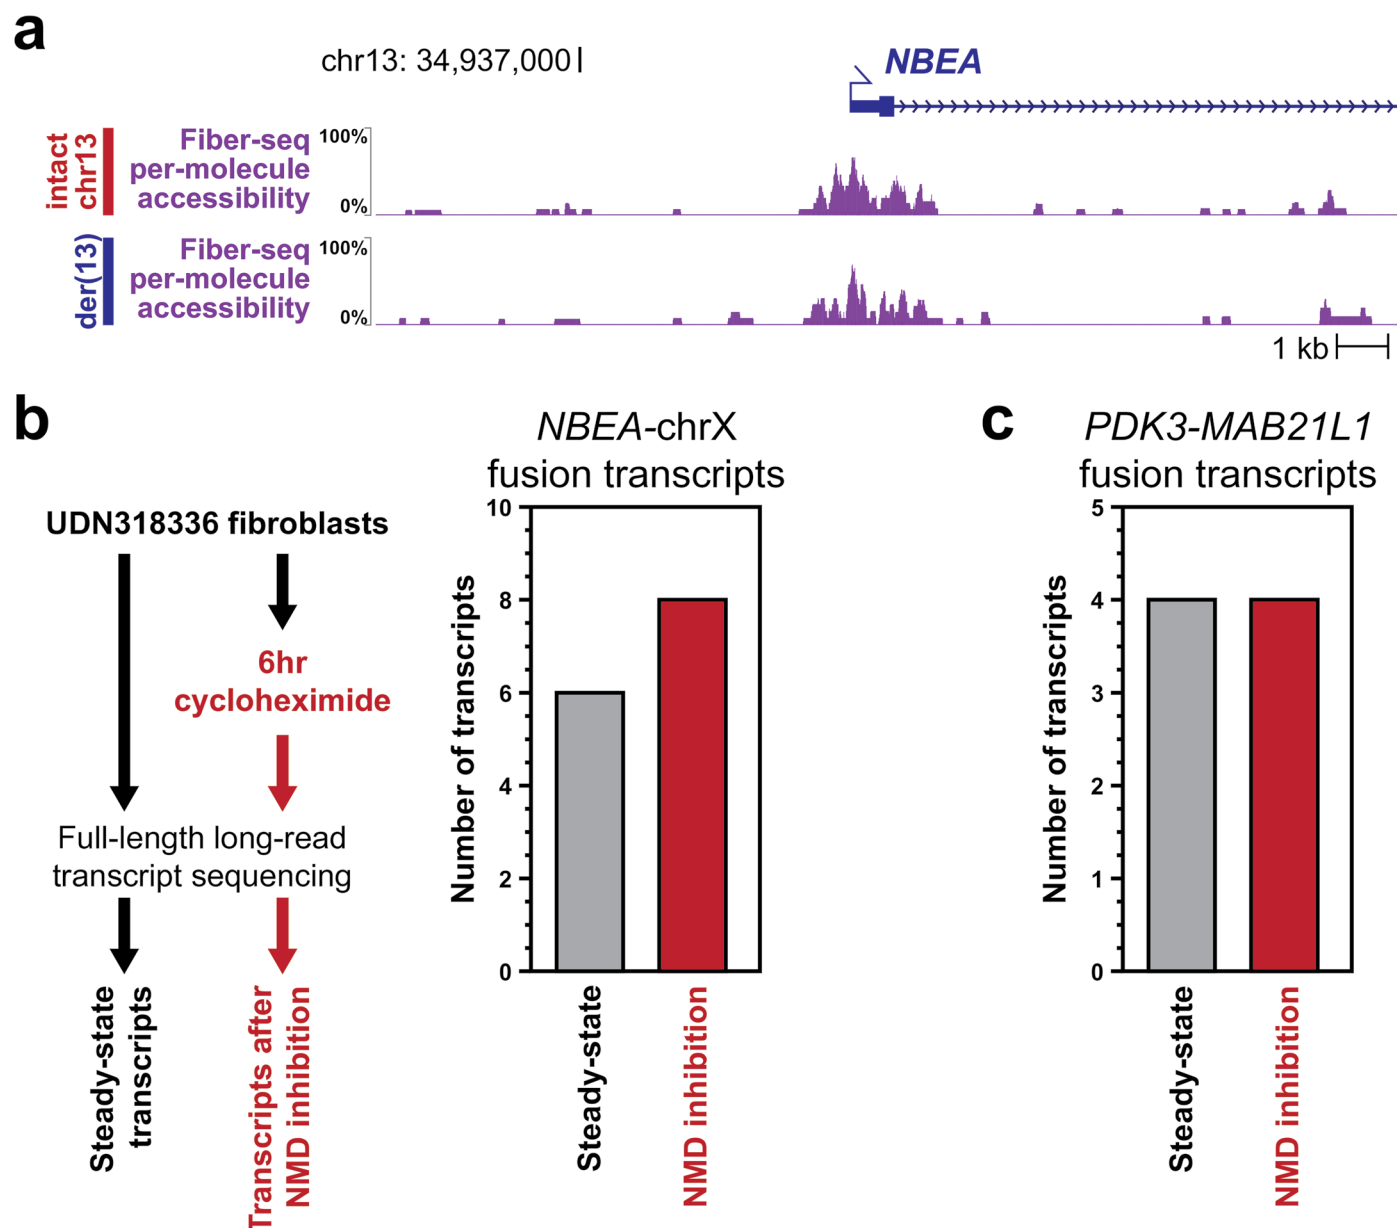 a
chr13: 34,937,000
NBEA
intact
chr13
Fiber-seq
per-molecule
accessibility
100%
0%
der(13)
Fiber-seq
per-molecule
accessibility
100%
0%
1 kb
b
UDN318336 fibroblasts
6hr
cycloheximide
Full-length long-read
transcript sequencing
Steady-state
transcripts
Transcripts after
NMD inhibition
NBEA-chrX
fusion transcripts
Number of transcripts
10
8
6
4
2
0
Steady-state
NMD inhibition
c
PDK3-MAB21L1
fusion transcripts
Number of transcripts
5
4
3
2
1
0
Steady-state
NMD inhibition